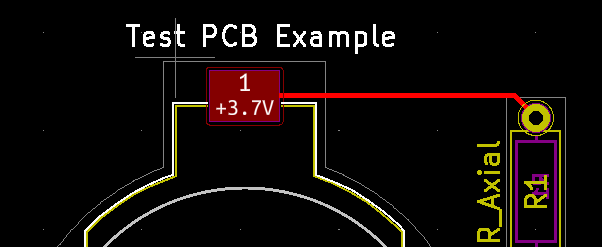 Test PCB Example
1
+3.7V
R_Axial
R1